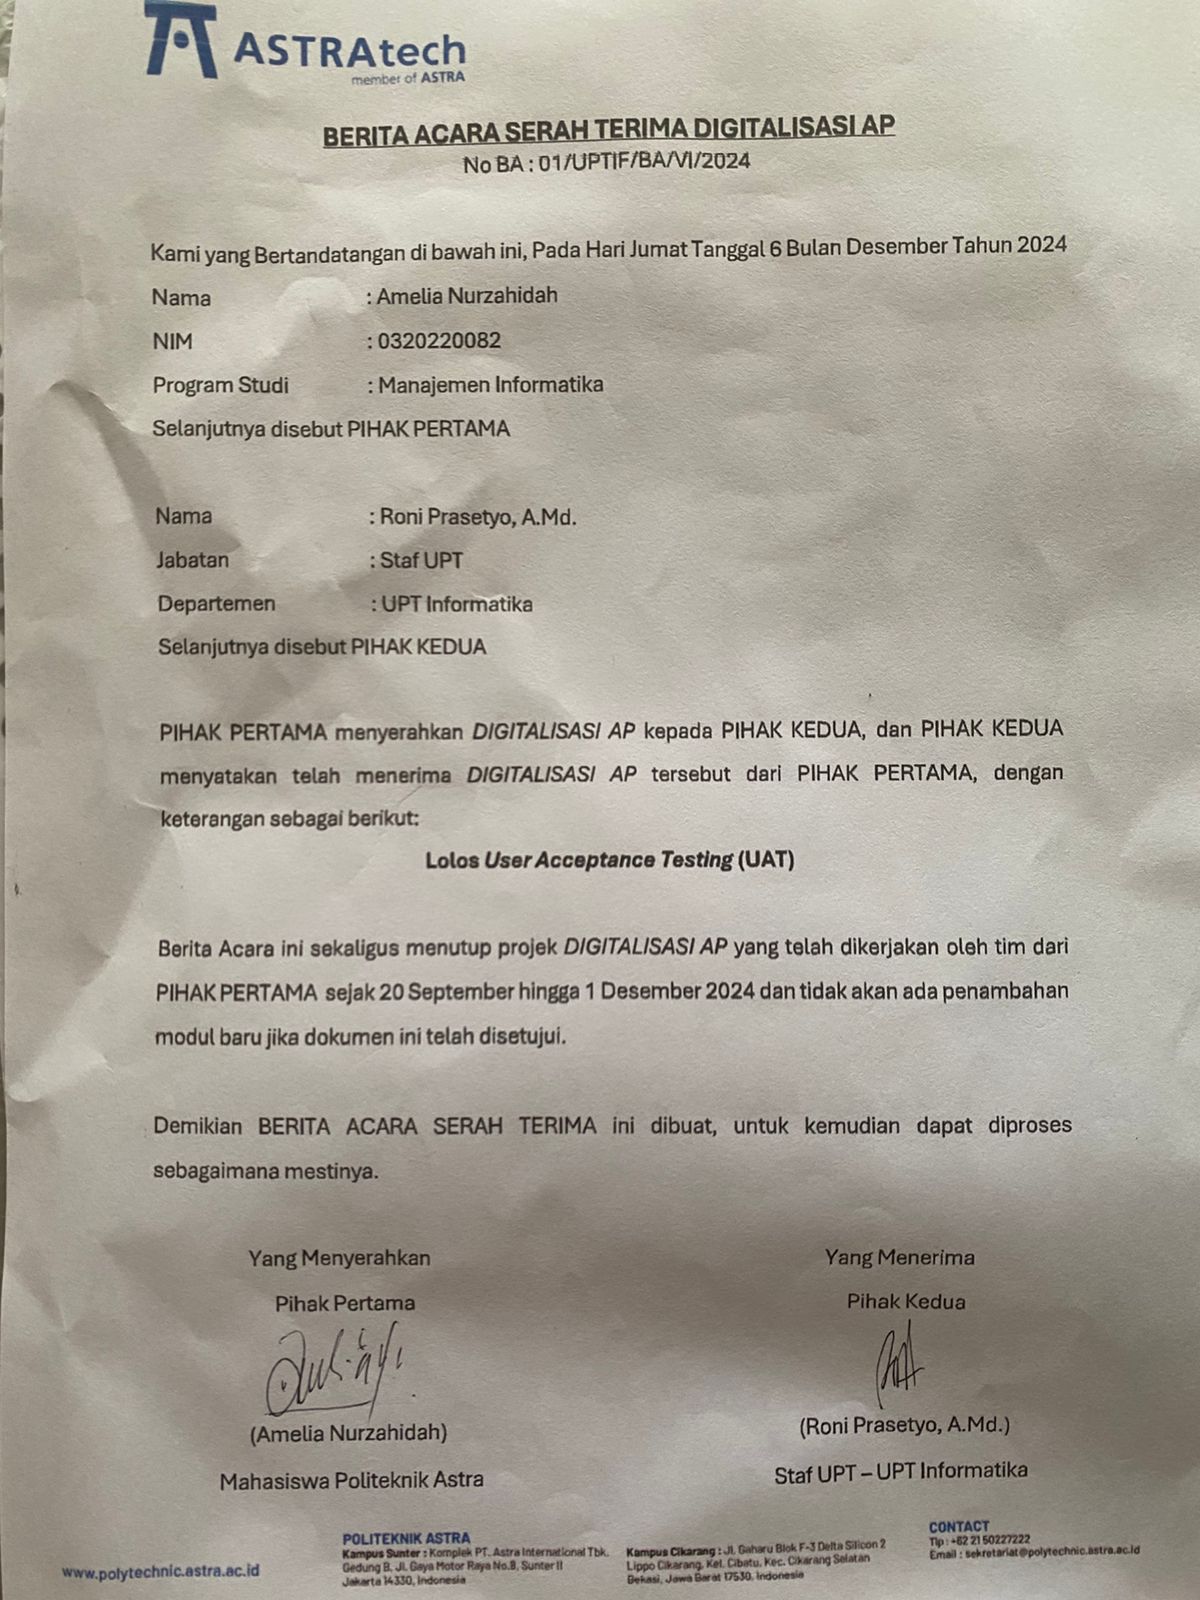 ASTRAtech
member of ASTRA
BERITA ACARA SERAH TERIMA DIGITALISASI AP
No BA : 01/UPTIF/BA/VI/2024
Kami yang Bertandatangan di bawah ini, Pada Hari Jumat Tanggal 6 Bulan Desember Tahun 2024
Nama : Amelia Nurzahidah
NIM : 0320220082
Program Studi : Manajemen Informatika
Selanjutnya disebut PIHAK PERTAMA
Nama : Roni Prasetyo, A.Md.
Jabatan : Staf UPT
Departemen : UPT Informatika
Selanjutnya disebut PIHAK KEDUA
PIHAK PERTAMA menyerahkan DIGITALISASI AP kepada PIHAK KEDUA, dan PIHAK KEDUA
menyatakan telah menerima DIGITALISASI AP tersebut dari PIHAK PERTAMA, dengan
keterangan sebagai berikut:
Lolos User Acceptance Testing (UAT)
Berita Acara ini sekaligus menutup projek DIGITALISASI AP yang telah dikerjakan oleh tim dari
PIHAK PERTAMA sejak 20 September hingga 1 Desember 2024 dan tidak akan ada penambahan
modul baru jika dokumen ini telah disetujui.
Demikian BERITA ACARA SERAH TERIMA ini dibuat, untuk kemudian dapat diproses
sebagaimana mestinya.
Yang Menyerahkan
Pihak Pertama
(Amelia Nurzahidah)
Mahasiswa Politeknik Astra
Yang Menerima
Pihak Kedua
(Roni Prasetyo, A.Md.)
Staf UPT – UPT Informatika
www.polytechnic.astra.ac.id
POLITEKNIK ASTRA
Kampus Sunter : Komplek PT. Astra International Tbk.
Gedung B, Jl. Gaya Motor Raya No.8, Sunter II
Jakarta 14330, Indonesia
Kampus Cikarang : Jl. Gaharu Blok F-3 Delta Silicon 2
Lippo Cikarang, Kel. Cibatu, Kec. Cikarang Selatan
Bekasi, Jawa Barat 17530, Indonesia
CONTACT
Tlp : +62 21 50227222
Email : sekretariat@polytechnic.astra.ac.id